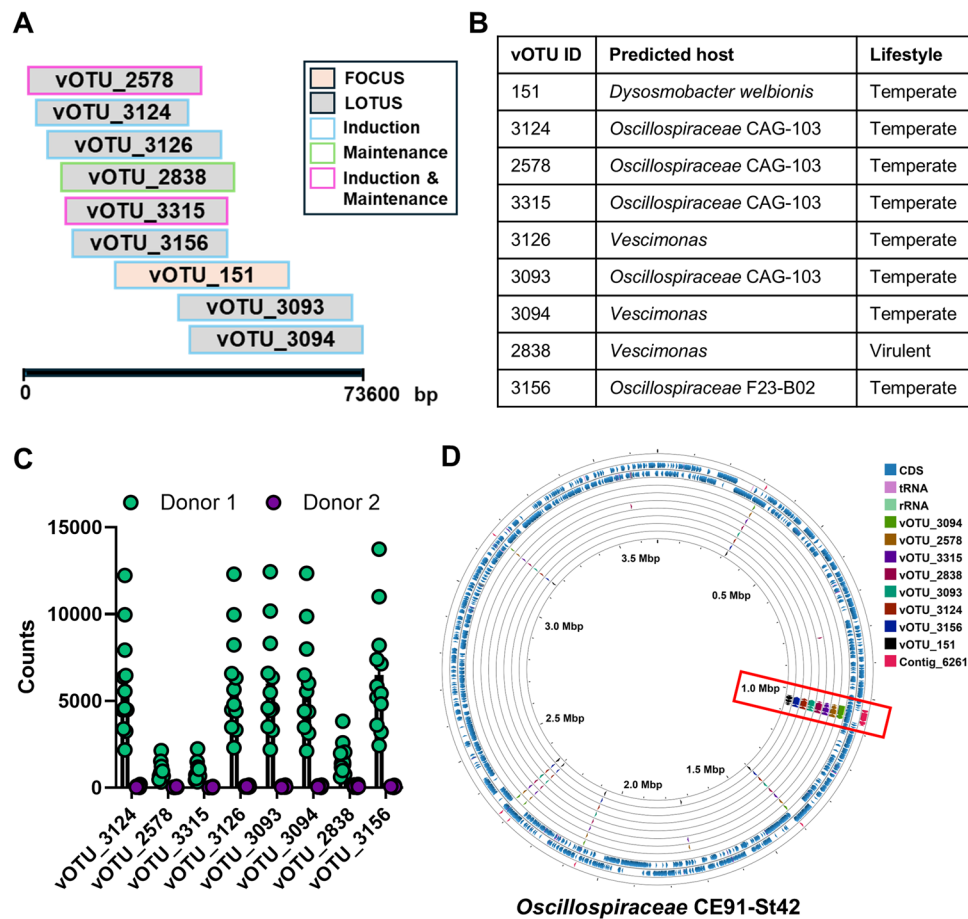 A
vOTU_2578
vOTU_3124
vOTU_3126
vOTU_2838
vOTU_3315
vOTU_3156
vOTU_151
vOTU_3093
vOTU_3094
0 73600 bp
FOCUS
LOTUS
Induction
Maintenance
Induction &
Maintenance
B
vOTU ID Predicted host Lifestyle
151 Dysosmobacter welbionis Temperate
3124 Oscillospiraceae CAG-103 Temperate
2578 Oscillospiraceae CAG-103 Temperate
3315 Oscillospiraceae CAG-103 Temperate
3126 Vescimonas Temperate
3093 Oscillospiraceae CAG-103 Temperate
3094 Vescimonas Temperate
2838 Vescimonas Virulent
3156 Oscillospiraceae F23-B02 Temperate
C
Donor 1 Donor 2
Counts
15000
10000
5000
0
vOTU_3124
vOTU_2578
vOTU_3315
vOTU_3126
vOTU_3093
vOTU_3094
vOTU_2838
vOTU_3156
D
3.5 Mbp
0.5 Mbp
3.0 Mbp
1.0 Mbp
2.5 Mbp
1.5 Mbp
2.0 Mbp
CDS
tRNA
rRNA
vOTU_3094
vOTU_2578
vOTU_3315
vOTU_2838
vOTU_3093
vOTU_3124
vOTU_3156
vOTU_151
Contig_6261
Oscillospiraceae CE91-St42